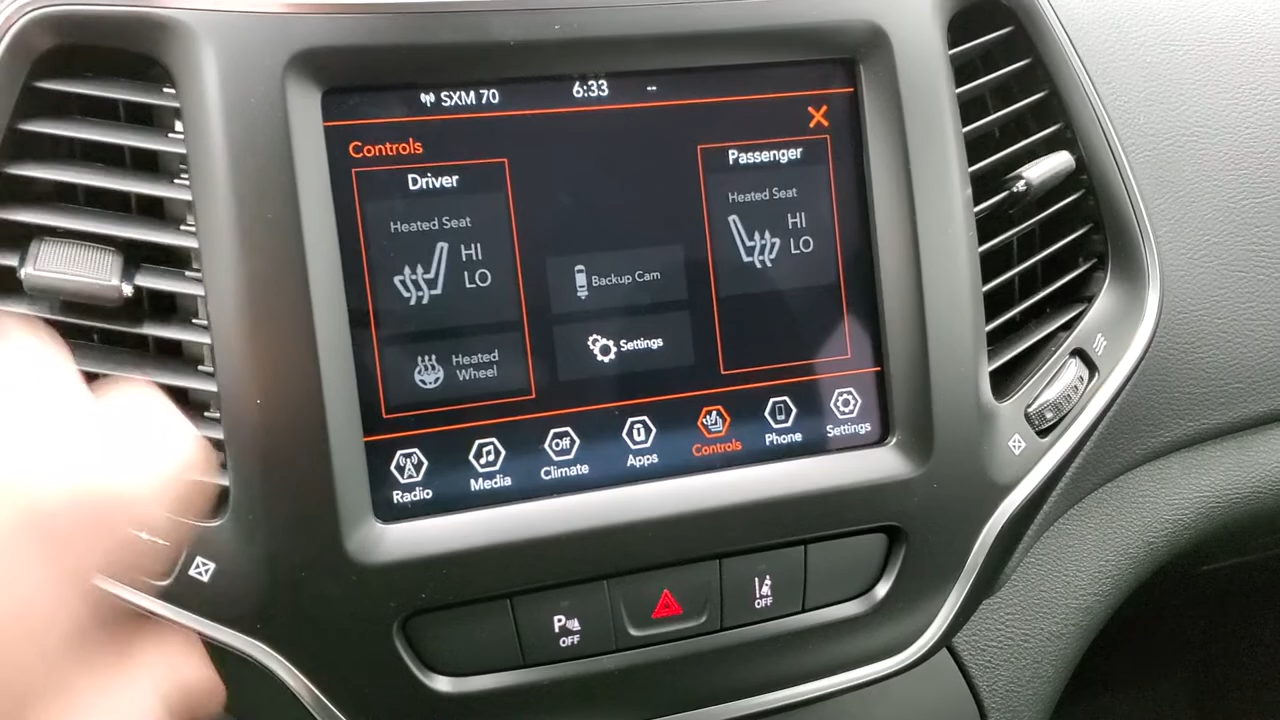 SXM 70
6:33
--
Controls
Driver
Heated Seat
HI
LO
Heated
Wheel
Backup Cam
Settings
Passenger
Heated Seat
HI
LO
Radio
Media
Off
Climate
Apps
Controls
Phone
Settings
P
OFF
OFF